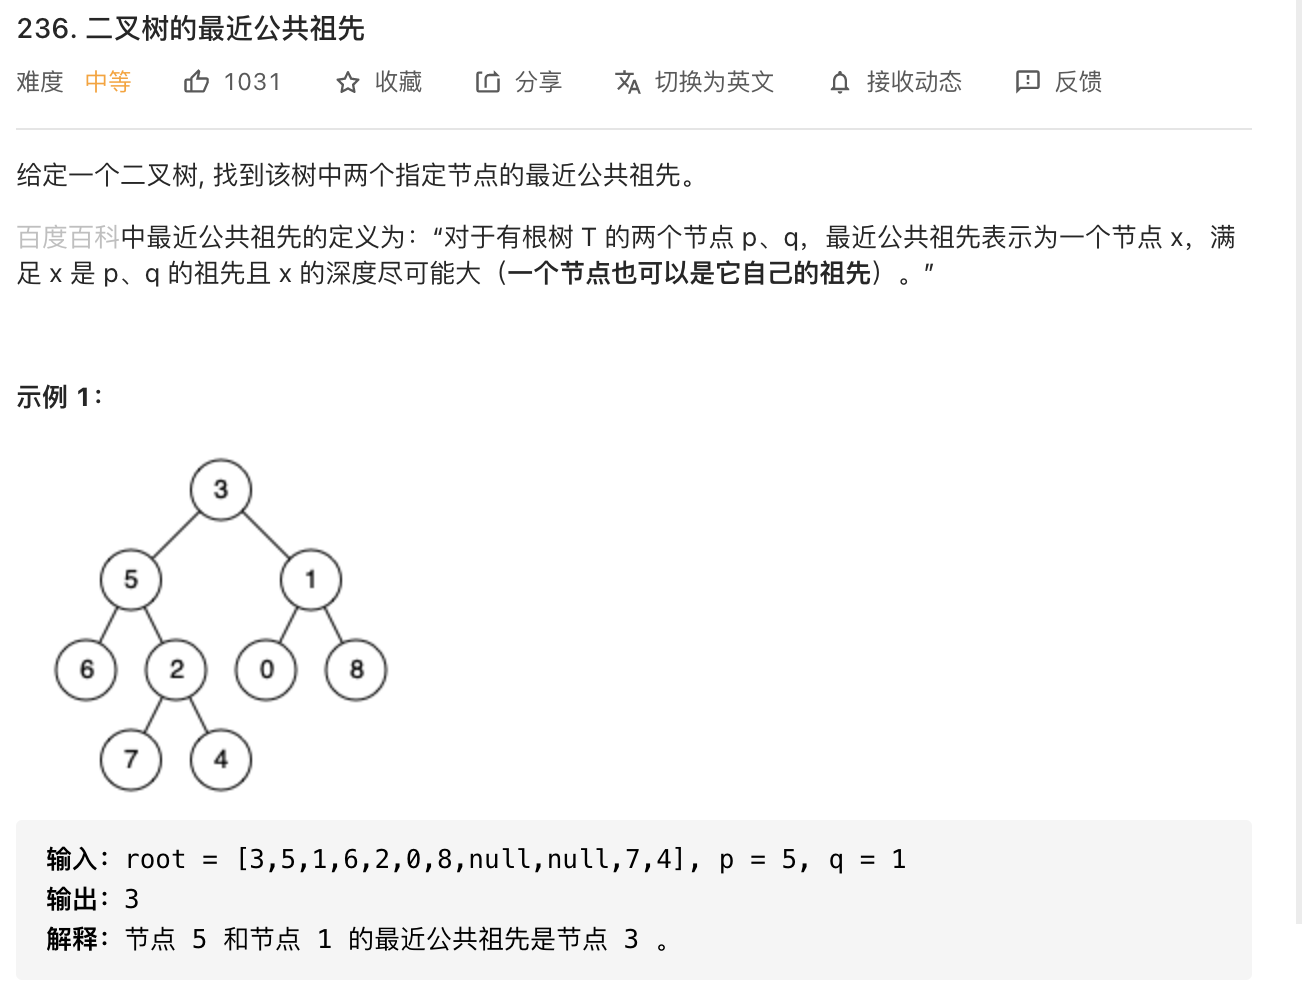 236. 二叉树的最近公共祖先
难度 中等 1031 收藏 分享 切换为英文 接收动态 反馈
给定一个二叉树, 找到该树中两个指定节点的最近公共祖先。
百度百科中最近公共祖先的定义为：“对于有根树 T 的两个节点 p、q，最近公共祖先表示为一个节点 x，满
足 x 是 p、q 的祖先且 x 的深度尽可能大（一个节点也可以是它自己的祖先）。”
示例 1：
3
5 1
6 2 0 8
7 4
输入：root = [3,5,1,6,2,0,8,null,null,7,4], p = 5, q = 1
输出：3
解释：节点 5 和节点 1 的最近公共祖先是节点 3 。